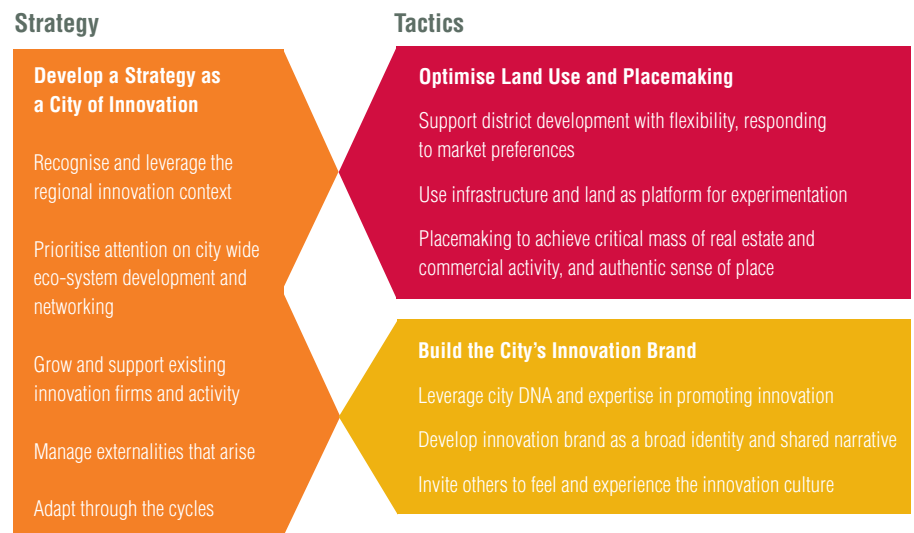 Strategy
Develop a Strategy as
a City of Innovation
Recognise and leverage the
regional innovation context
Prioritise attention on city wide
eco-system development and
networking
Grow and support existing
innovation firms and activity
Manage externalities that arise
Adapt through the cycles
Tactics
Optimise Land Use and Placemaking
Support district development with flexibility, responding
to market preferences
Use infrastructure and land as platform for experimentation
Placemaking to achieve critical mass of real estate and
commercial activity, and authentic sense of place
Build the City's Innovation Brand
Leverage city DNA and expertise in promoting innovation
Develop innovation brand as a broad identity and shared narrative
Invite others to feel and experience the innovation culture